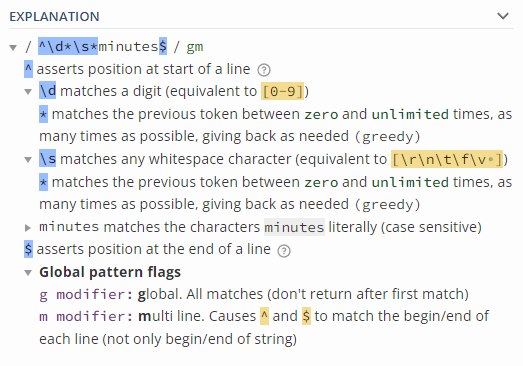 EXPLANATION
/ ^\d*\s*minutes$ / gm
^ asserts position at start of a line ?
\d matches a digit (equivalent to [0-9])
* matches the previous token between zero and unlimited times, as
many times as possible, giving back as needed (greedy)
\s matches any whitespace character (equivalent to [\r\n\t\f\v ])
* matches the previous token between zero and unlimited times, as
many times as possible, giving back as needed (greedy)
minutes matches the characters minutes literally (case sensitive)
$ asserts position at the end of a line ?
Global pattern flags
g modifier: global. All matches (don't return after first match)
m modifier: multi line. Causes ^ and $ to match the begin/end of
each line (not only begin/end of string)